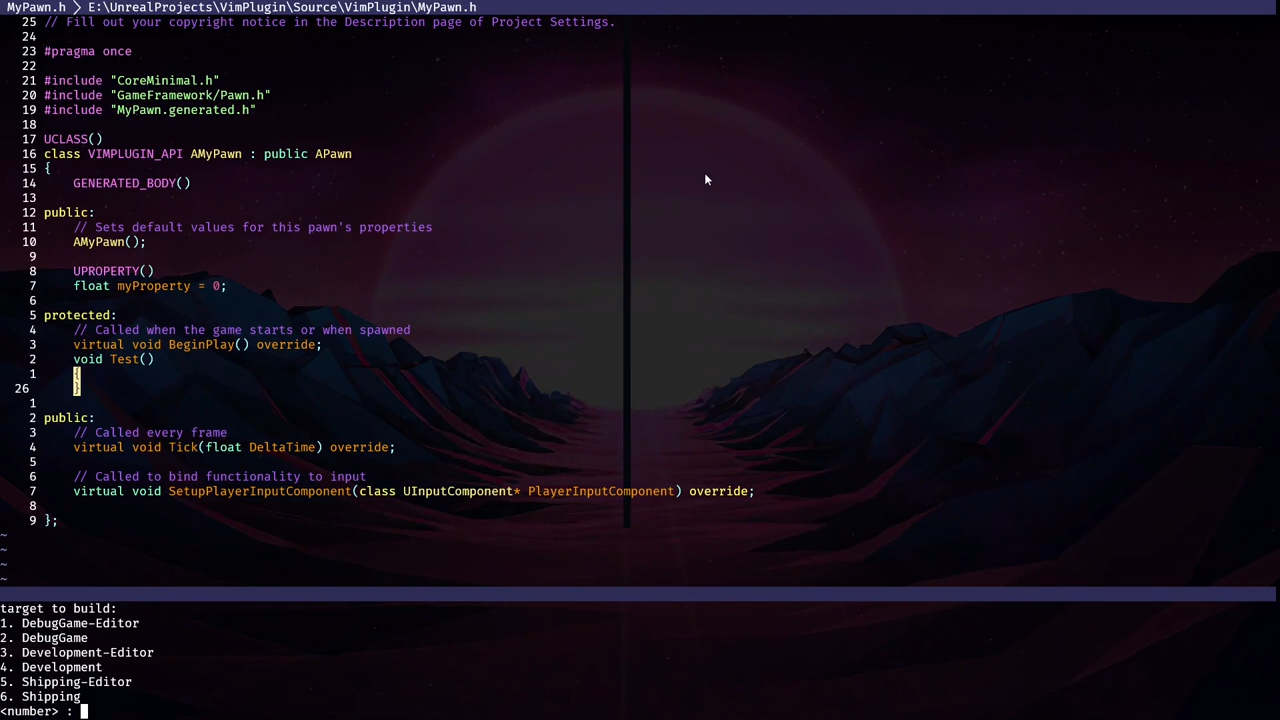 MyPawn.h > E:\UnrealProjects\VimPlugin\Source\VimPlugin\MyPawn.h
25 // Fill out your copyright notice in the Description page of Project Settings.
24
23 #pragma once
22
21 #include "CoreMinimal.h"
20 #include "GameFramework/Pawn.h"
19 #include "MyPawn.generated.h"
18
17 UCLASS()
16 class VIMPLUGIN_API AMyPawn : public APawn
15 {
14     GENERATED_BODY()
13
12 public:
11     // Sets default values for this pawn's properties
10     AMyPawn();
9
8     UPROPERTY()
7     float myProperty = 0;
6
5 protected:
4     // Called when the game starts or when spawned
3     virtual void BeginPlay() override;
2     void Test()
1     {
26     }
1
2 public:
3     // Called every frame
4     virtual void Tick(float DeltaTime) override;
5
6     // Called to bind functionality to input
7     virtual void SetupPlayerInputComponent(class UInputComponent* PlayerInputComponent) override;
8
9 };
~
~
~
~
target to build:
1. DebugGame-Editor
2. DebugGame
3. Development-Editor
4. Development
5. Shipping-Editor
6. Shipping
<number> :